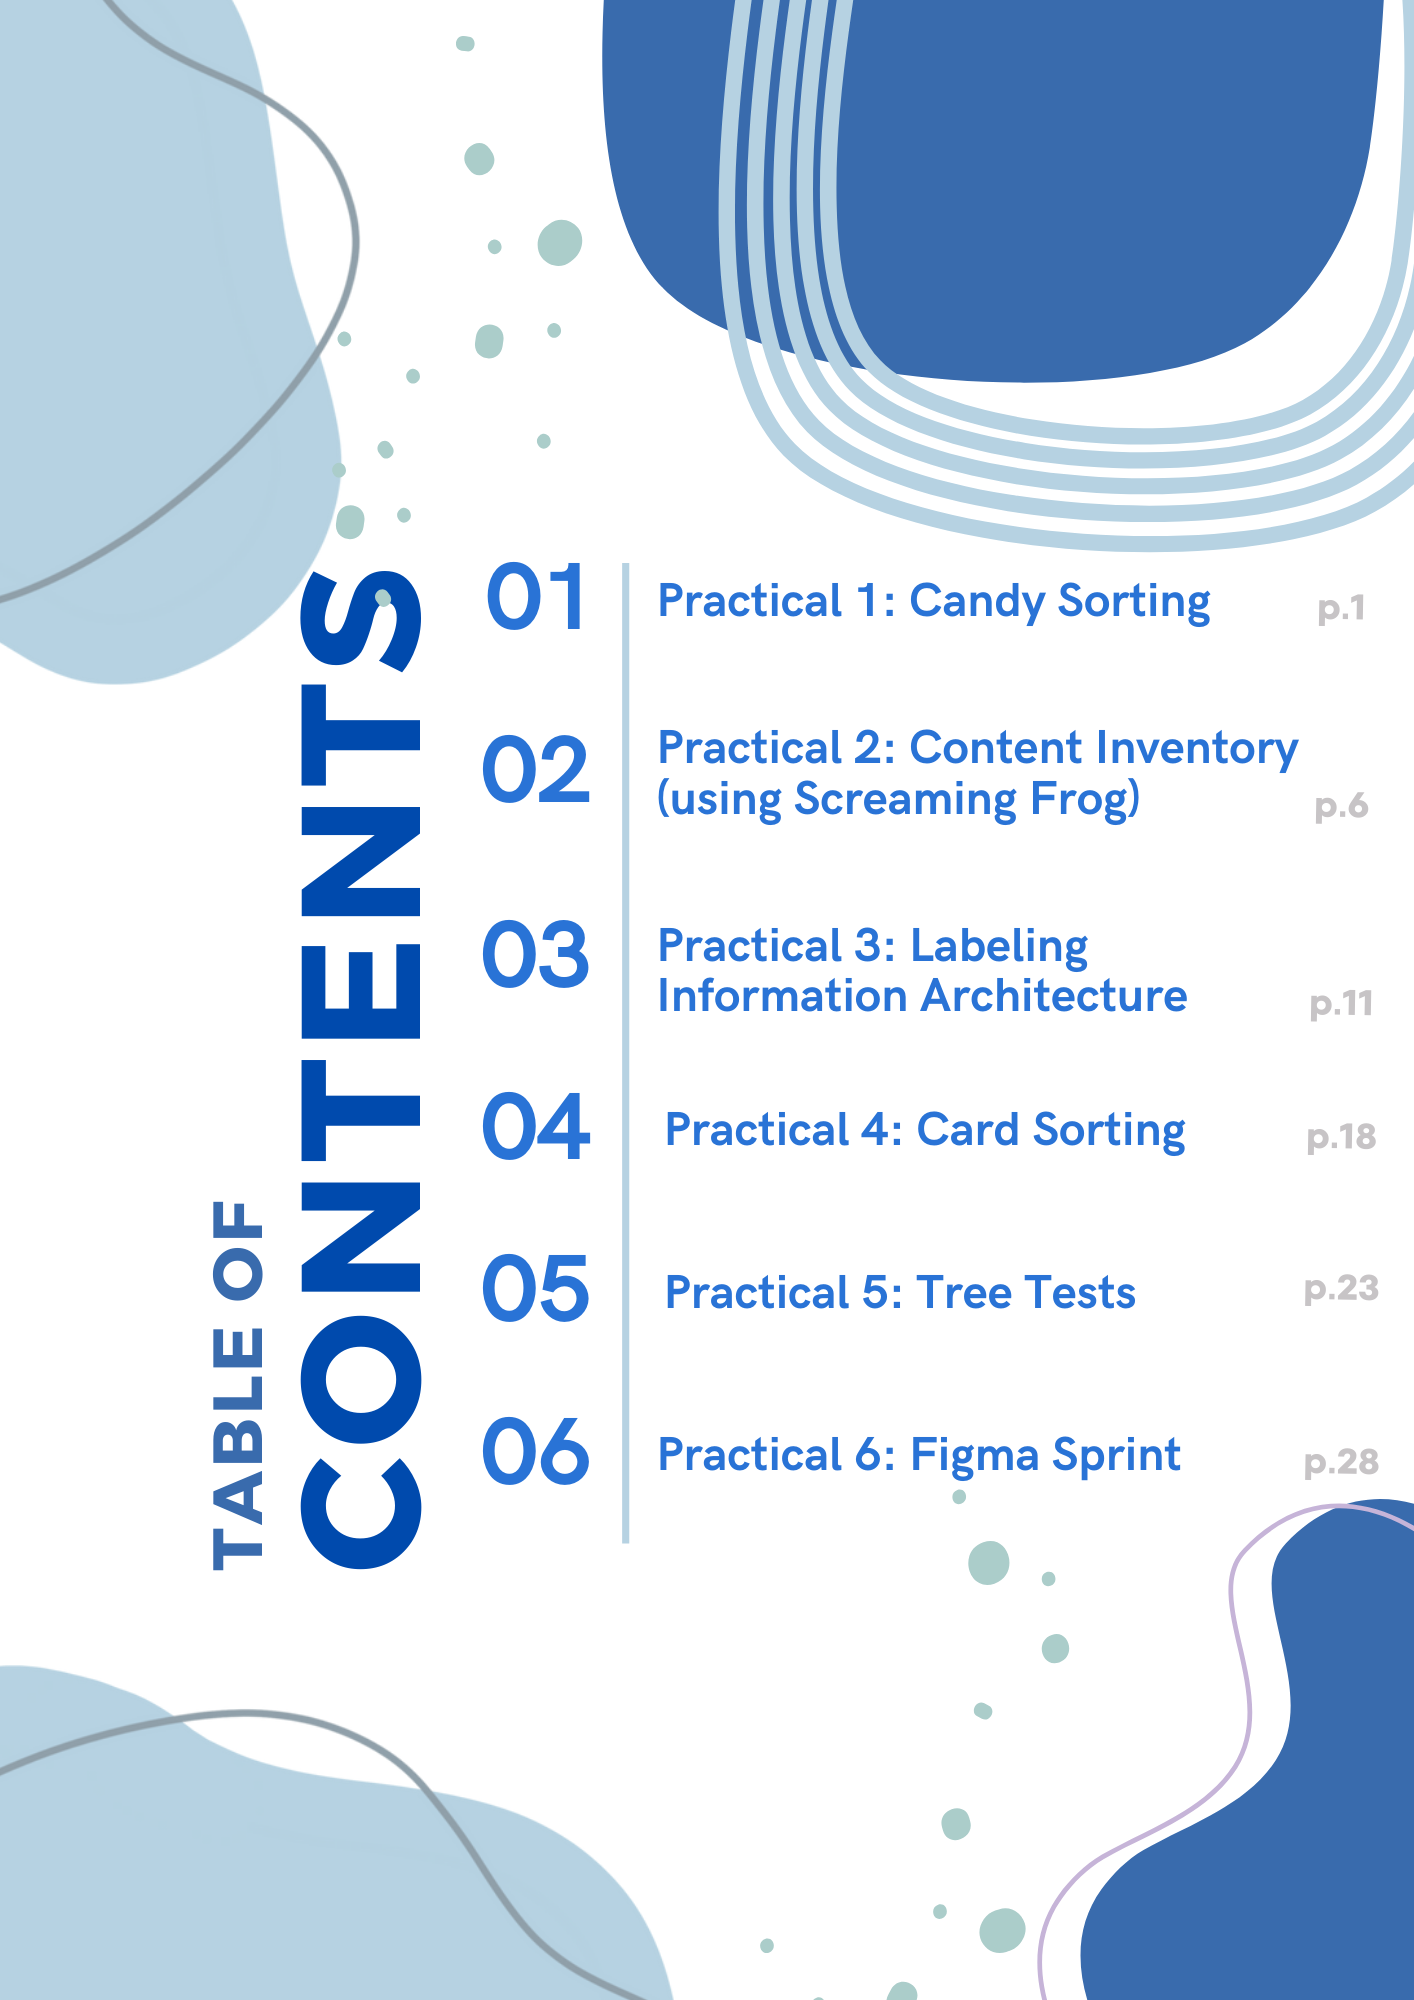 TABLE OF
CONTENTS
01
Practical 1: Candy Sorting
p.1
02
Practical 2: Content Inventory
(using Screaming Frog)
p.6
03
Practical 3: Labeling
Information Architecture
p.11
04
Practical 4: Card Sorting
p.18
05
Practical 5: Tree Tests
p.23
06
Practical 6: Figma Sprint
p.28